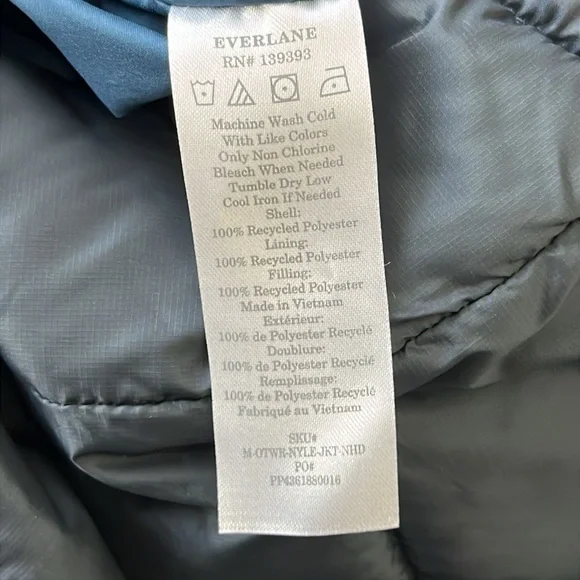 EVERLANE
RN# 139393
Machine Wash Cold
With Like Colors
Only Non Chlorine
Bleach When Needed
Tumble Dry Low
Cool Iron If Needed
Shell:
100% Recycled Polyester
Lining:
100% Recycled Polyester
Filling:
100% Recycled Polyester
Made in Vietnam
Extérieur:
100% de Polyester Recyclé
Doublure:
100% de Polyester Recyclé
Remplissage:
100% de Polyester Recyclé
Fabriqué au Vietnam
SKU#
M-OTWR-NYLE-JKT-NHD
PO#
PP4361880016